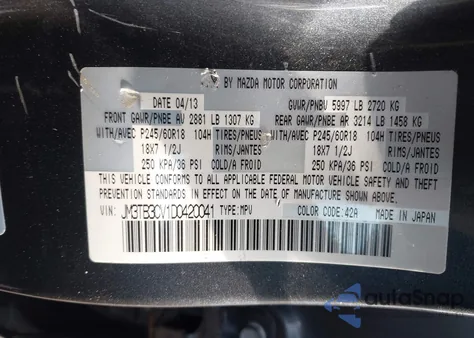 BY MAZDA MOTOR CORPORATION
DATE 04/13 GVWR/PNBV 5997 LB 2720 KG
FRONT GAWR/PNBE AV 2881 LB 1307 KG REAR GAWR/PNBE AR 3214 LB 1458 KG
WITH/AVEC P245/60R18 104H TIRES/PNEUS WITH/AVEC P245/60R18 104H TIRES/PNEUS
18X7 1/2J RIMS/JANTES 18X7 1/2J RIMS/JANTES
250 KPA/36 PSI COLD/A FROID 250 KPA/36 PSI COLD/A FROID
THIS VEHICLE CONFORMS TO ALL APPLICABLE FEDERAL MOTOR VEHICLE SAFETY AND THEFT
PREVENTION STANDARDS IN EFFECT ON THE DATE OF MANUFACTURE SHOWN ABOVE.
VIN: JM3TB3CV1D0420041 TYPE:MPV COLOR CODE:42A MADE IN JAPAN
autoSnap